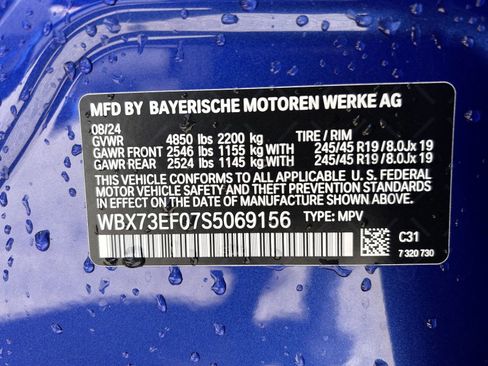 MFD BY BAYERISCHE MOTOREN WERKE AG
08/24
GVWR 4850 lbs 2200 kg TIRE / RIM
GAWR FRONT 2546 lbs 1155 kg WITH 245/45 R19 / 8.0Jx 19
GAWR REAR 2524 lbs 1145 kg WITH 245/45 R19 / 8.0Jx 19
THIS VEHICLE CONFORMS TO ALL APPLICABLE U. S. FEDERAL
MOTOR VEHICLE SAFETY, BUMPER AND THEFT PREVENTION
STANDARDS IN EFFECT ON THE DATE OF MANUFACTURE
SHOWN ABOVE.
WBX73EF07S5069156 TYPE: MPV
C31
7 320 730